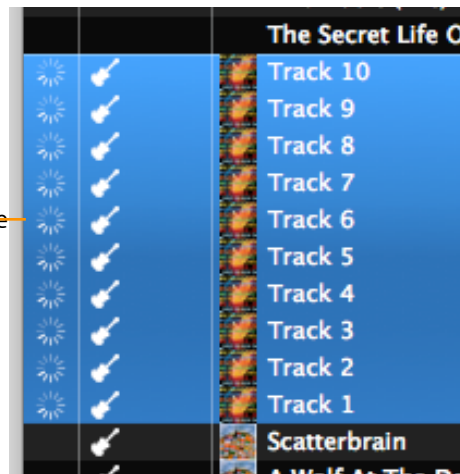 The Secret Life O
Track 10
Track 9
Track 8
Track 7
e
Track 6
Track 5
Track 4
Track 3
Track 2
Track 1
Scatterbrain